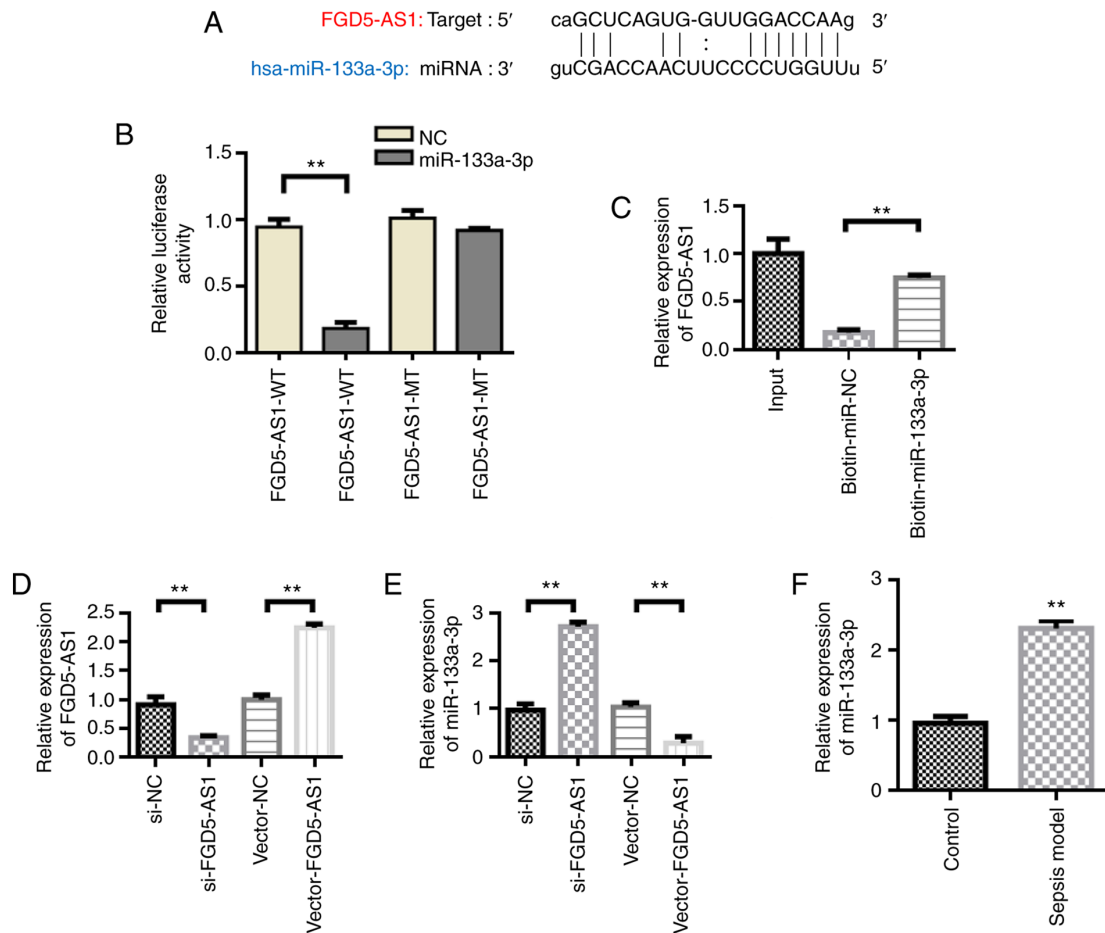 A
FGD5-AS1: Target : 5′ caGCUCAGUG-GUUGGACCAAg 3′
hsa-miR-133a-3p: miRNA : 3′ guCGACCAACUUCCCCUGGUUu 5′
B
NC
miR-133a-3p
Relative luciferase
activity
1.5
1.0
0.5
0.0
**
FGD5-AS1-WT
FGD5-AS1-WT
FGD5-AS1-MT
FGD5-AS1-MT
C
Relative expression
of FGD5-AS1
1.5
1.0
0.5
0.0
**
Input
Biotin-miR-NC
Biotin-miR-133a-3p
D
Relative expression
of FGD5-AS1
2.5
2.0
1.5
1.0
0.5
0.0
**
**
si-NC
si-FGD5-AS1
Vector-NC
Vector-FGD5-AS1
E
Relative expression
of miR-133a-3p
3
2
1
0
**
**
si-NC
si-FGD5-AS1
Vector-NC
Vector-FGD5-AS1
F
Relative expression
of miR-133a-3p
3
2
1
0
**
Control
Sepsis model